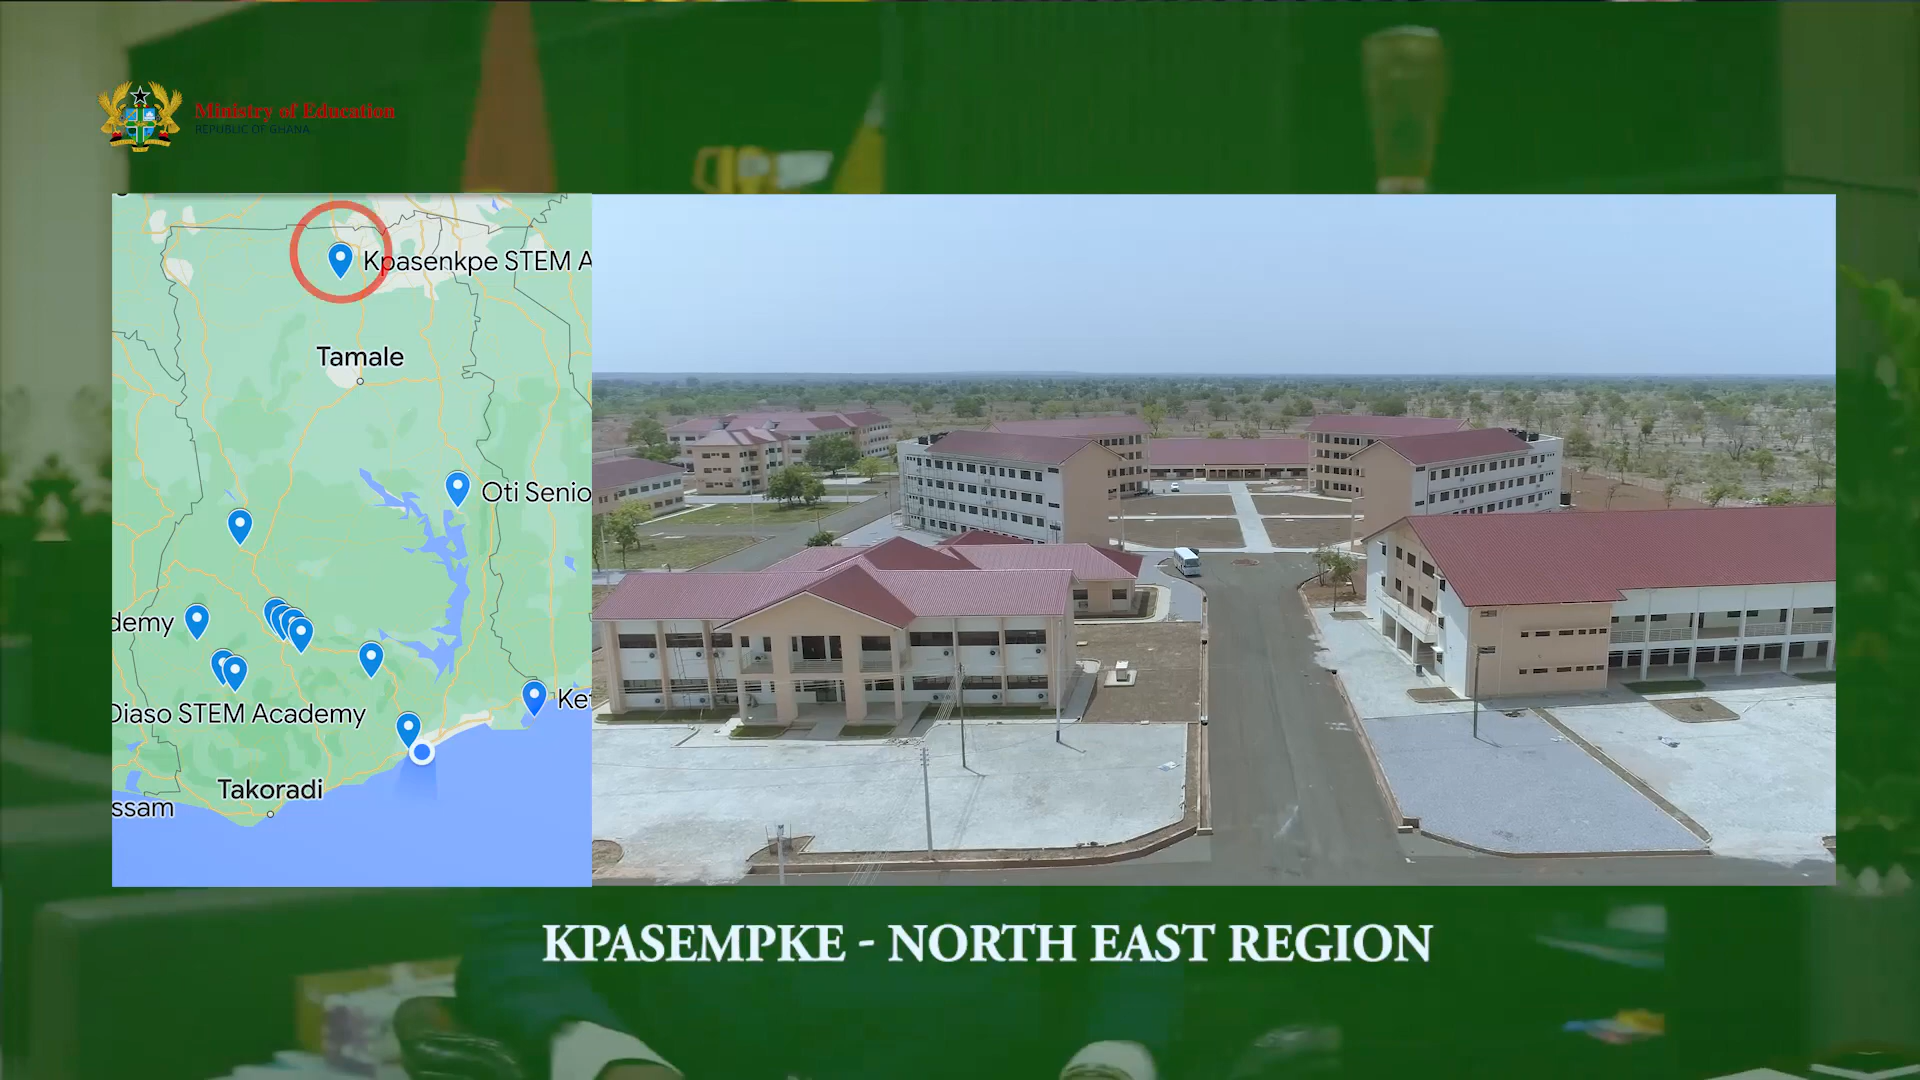 Ministry of Education
REPUBLIC OF GHANA
Kpasenkpe STEM A
Tamale
Oti Senio
demy
Ke
Diaso STEM Academy
Takoradi
ssam
KPASEMPKE - NORTH EAST REGION